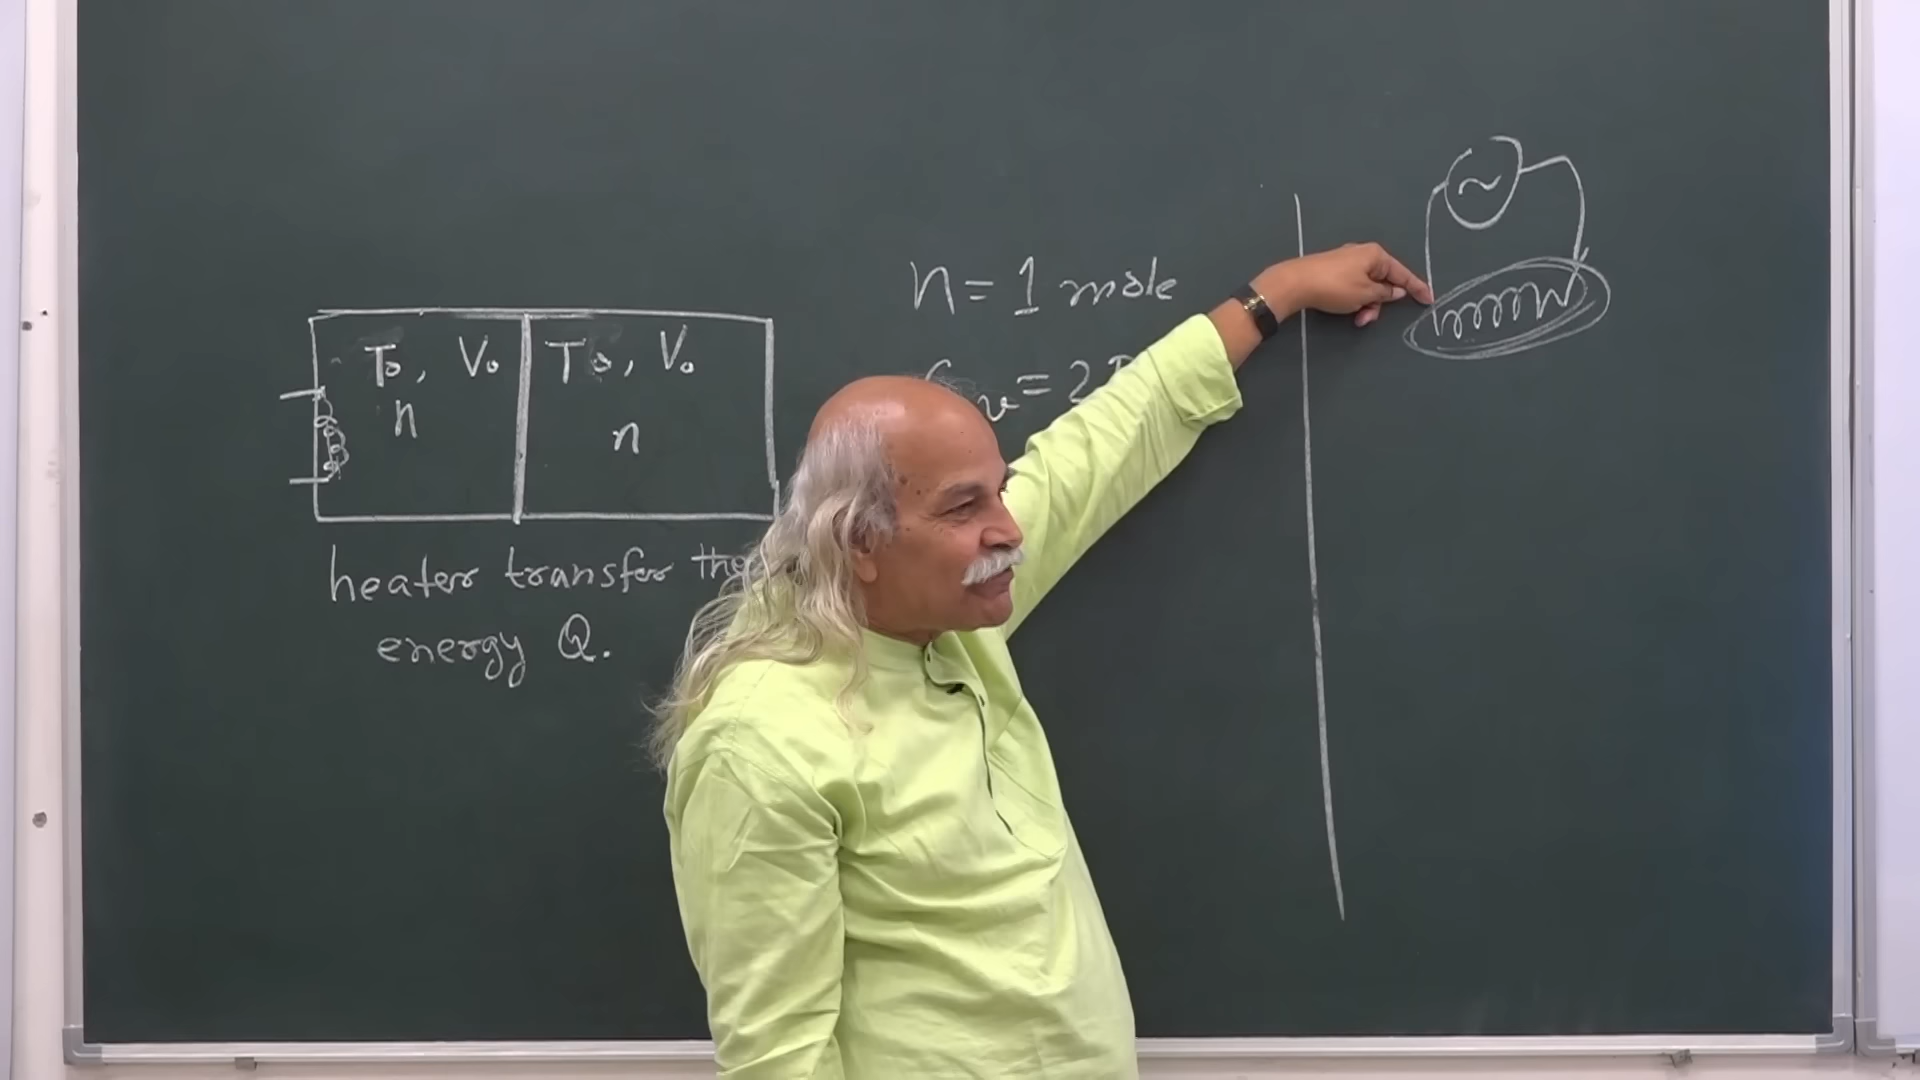 T₀, V₀ T₀, V₀
n n
heater transfer the
energy Q.
n = 1 mole
~